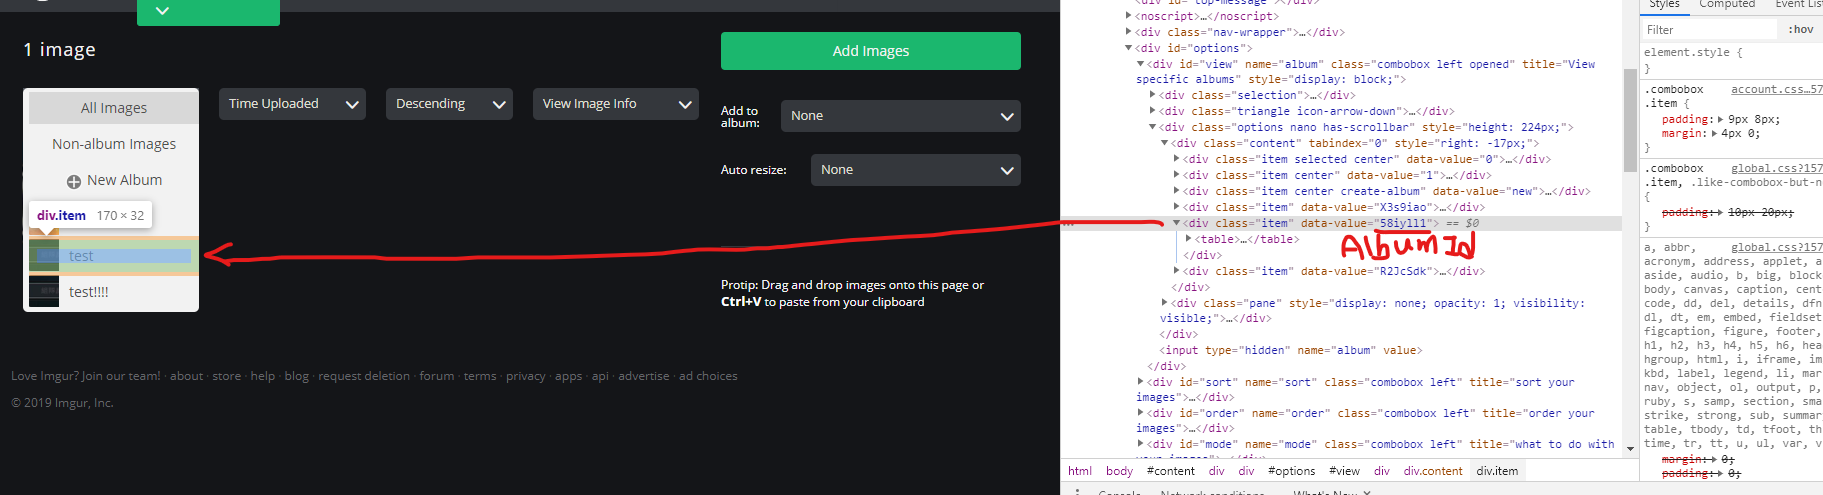 1 image
Add Images
All Images
Time Uploaded
Descending
View Image Info
Add to album:
None
Non-album Images
New Album
Auto resize:
None
div.item 170 × 32
test
test!!!!
Protip: Drag and drop images onto this page or
Ctrl+V to paste from your clipboard
Love Imgur? Join our team! · about · store · help · blog · request deletion · forum · terms · privacy · apps · api · advertise · ad choices
© 2019 Imgur, Inc.
<noscript>…</noscript>
<div class="nav-wrapper">…</div>
<div id="options">
<div id="view" name="album" class="combobox left opened" title="View
specific albums" style="display: block;">
<div class="selection">…</div>
<div class="triangle icon-arrow-down">…</div>
<div class="options nano has-scrollbar" style="height: 224px;">
<div class="content" tabindex="0" style="right: -17px;">
<div class="item selected center" data-value="0">…</div>
<div class="item center" data-value="1">…</div>
<div class="item center create-album" data-value="new">…</div>
<div class="item" data-value="X3s9iao">…</div>
<div class="item" data-value="58iyll1"> == $0
<table>…</table>
AlbumId
</div>
<div class="item" data-value="R2JcSdk">…</div>
</div>
<div class="pane" style="display: none; opacity: 1; visibility:
visible;">…</div>
</div>
<input type="hidden" name="album" value>
</div>
<div id="sort" name="sort" class="combobox left" title="sort your
images">…</div>
<div id="order" name="order" class="combobox left" title="order your
images">…</div>
<div id="mode" name="mode" class="combobox left" title="what to do with
html body #content div div #options #view div div.content div.item
Console Network conditions What's New ×
Styles Computed Event Lis
Filter :hov
element.style {
}
.combobox account.css…57
.item {
padding: 9px 8px;
margin: 4px 0;
}
.combobox global.css?157
.item, .like-combobox-but-n
{
padding: 10px 20px;
}
a, abbr, global.css?157
acronym, address, applet, a
aside, audio, b, big, block
body, canvas, caption, cent
code, dd, del, details, dfn
dl, dt, em, embed, fieldset
figcaption, figure, footer,
h1, h2, h3, h4, h5, h6, hea
hgroup, html, i, iframe, im
kbd, label, legend, li, mar
nav, object, ol, output, p,
ruby, s, samp, section, sma
strike, strong, sub, summar
table, tbody, td, tfoot, th
time, tr, tt, u, ul, var, v
margin: 0;
padding: 0;